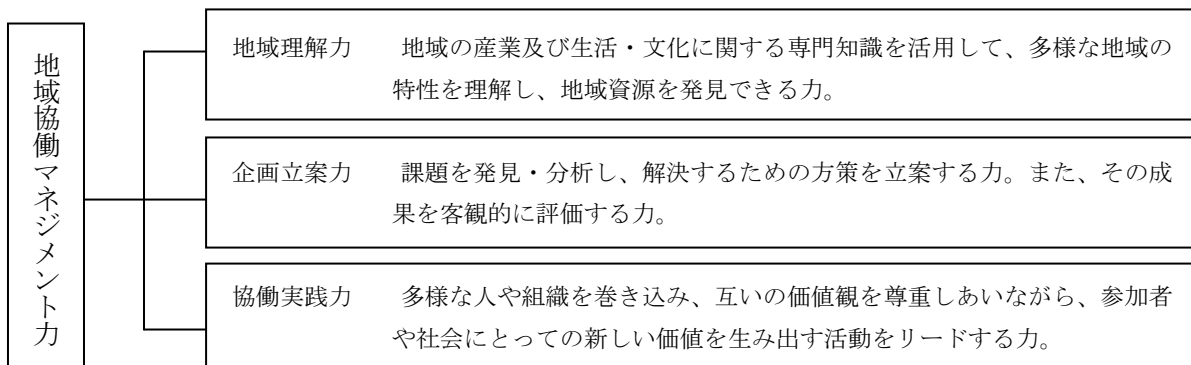 地域協働マネジメント力
地域理解力　地域の産業及び生活・文化に関する専門知識を活用して、多様な地域の
特性を理解し、地域資源を発見できる力。
企画立案力　課題を発見・分析し、解決するための方策を立案する力。また、その成
果を客観的に評価する力。
協働実践力　多様な人や組織を巻き込み、互いの価値観を尊重しあいながら、参加者
や社会にとっての新しい価値を生み出す活動をリードする力。